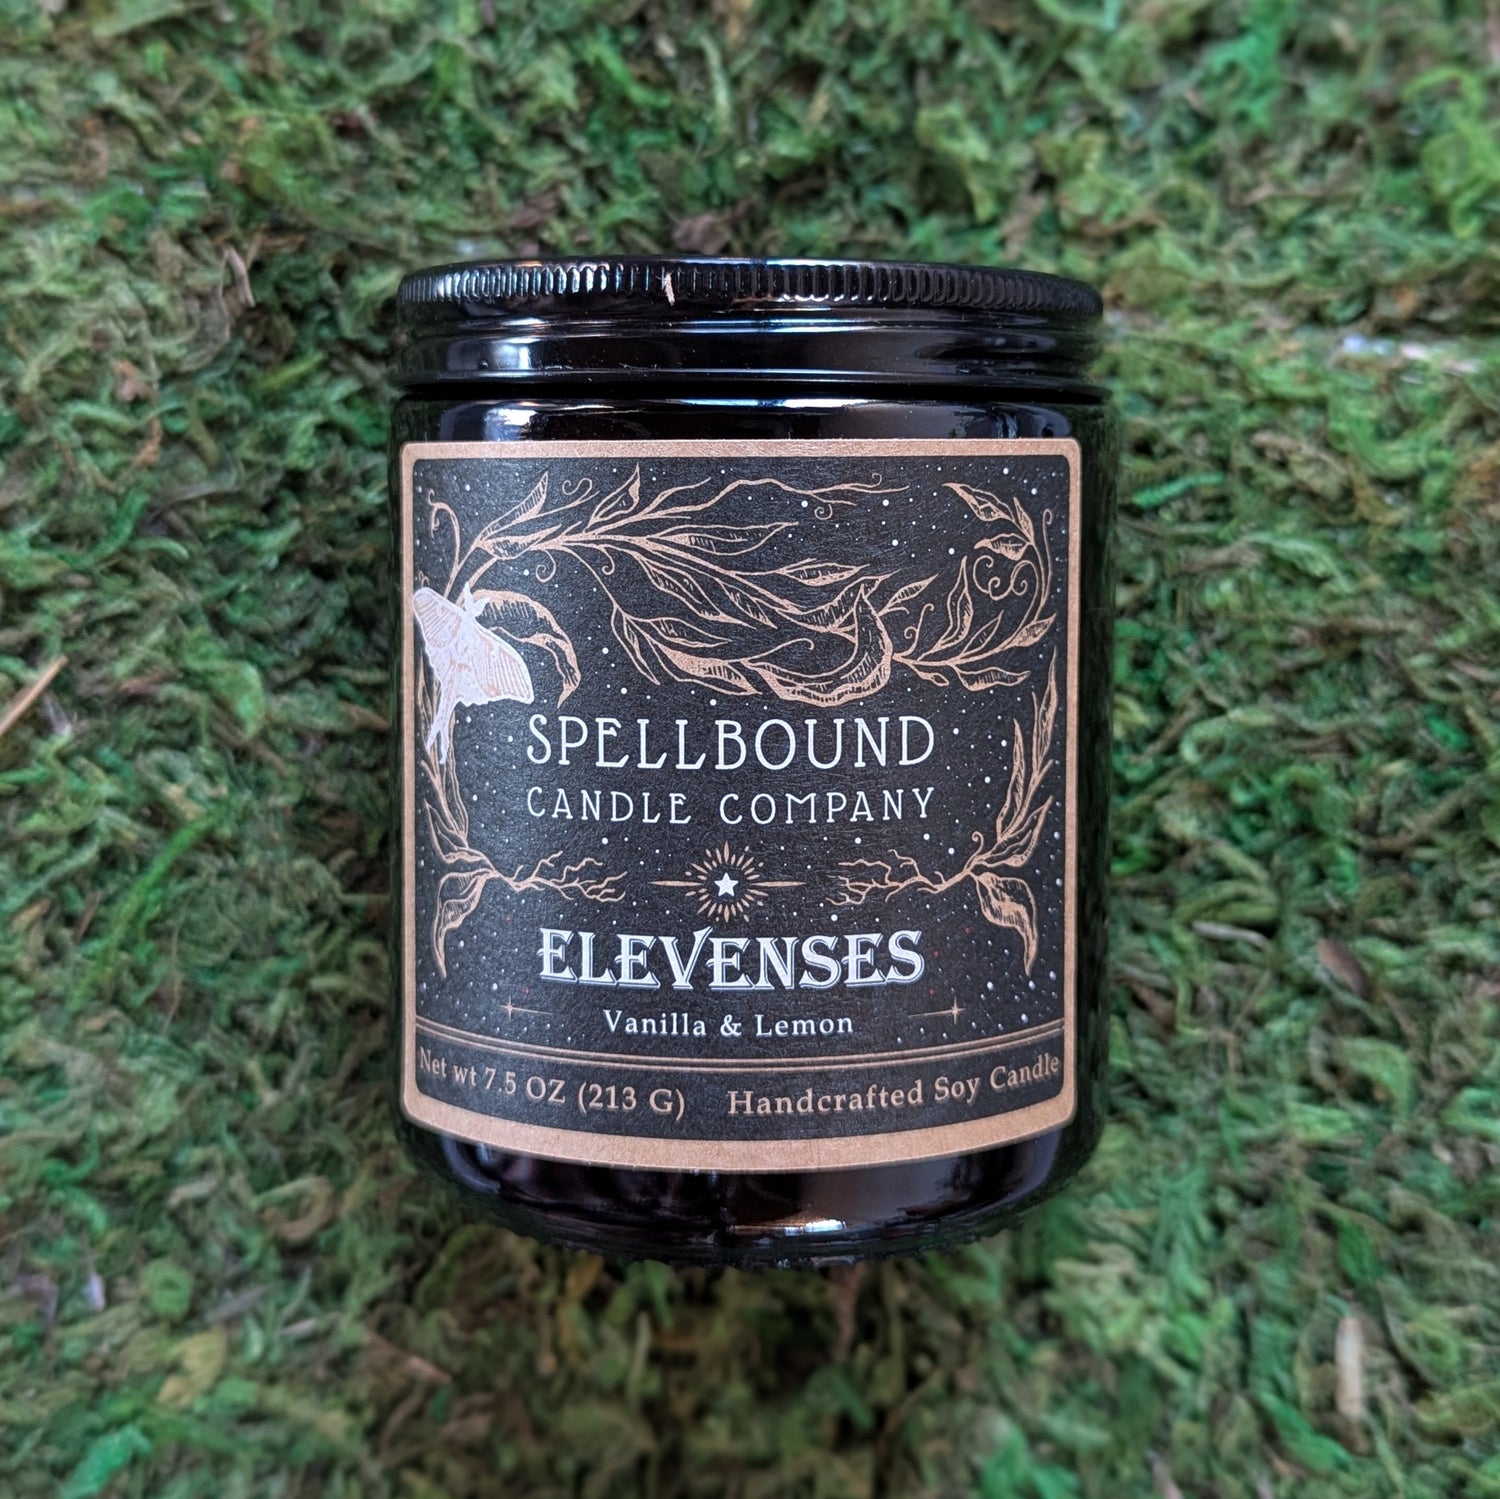 SPELLBOUND
CANDLE COMPANY
ELEVENSES
Vanilla & Lemon
Net wt 7.5 OZ (213 G) Handcrafted Soy Candle